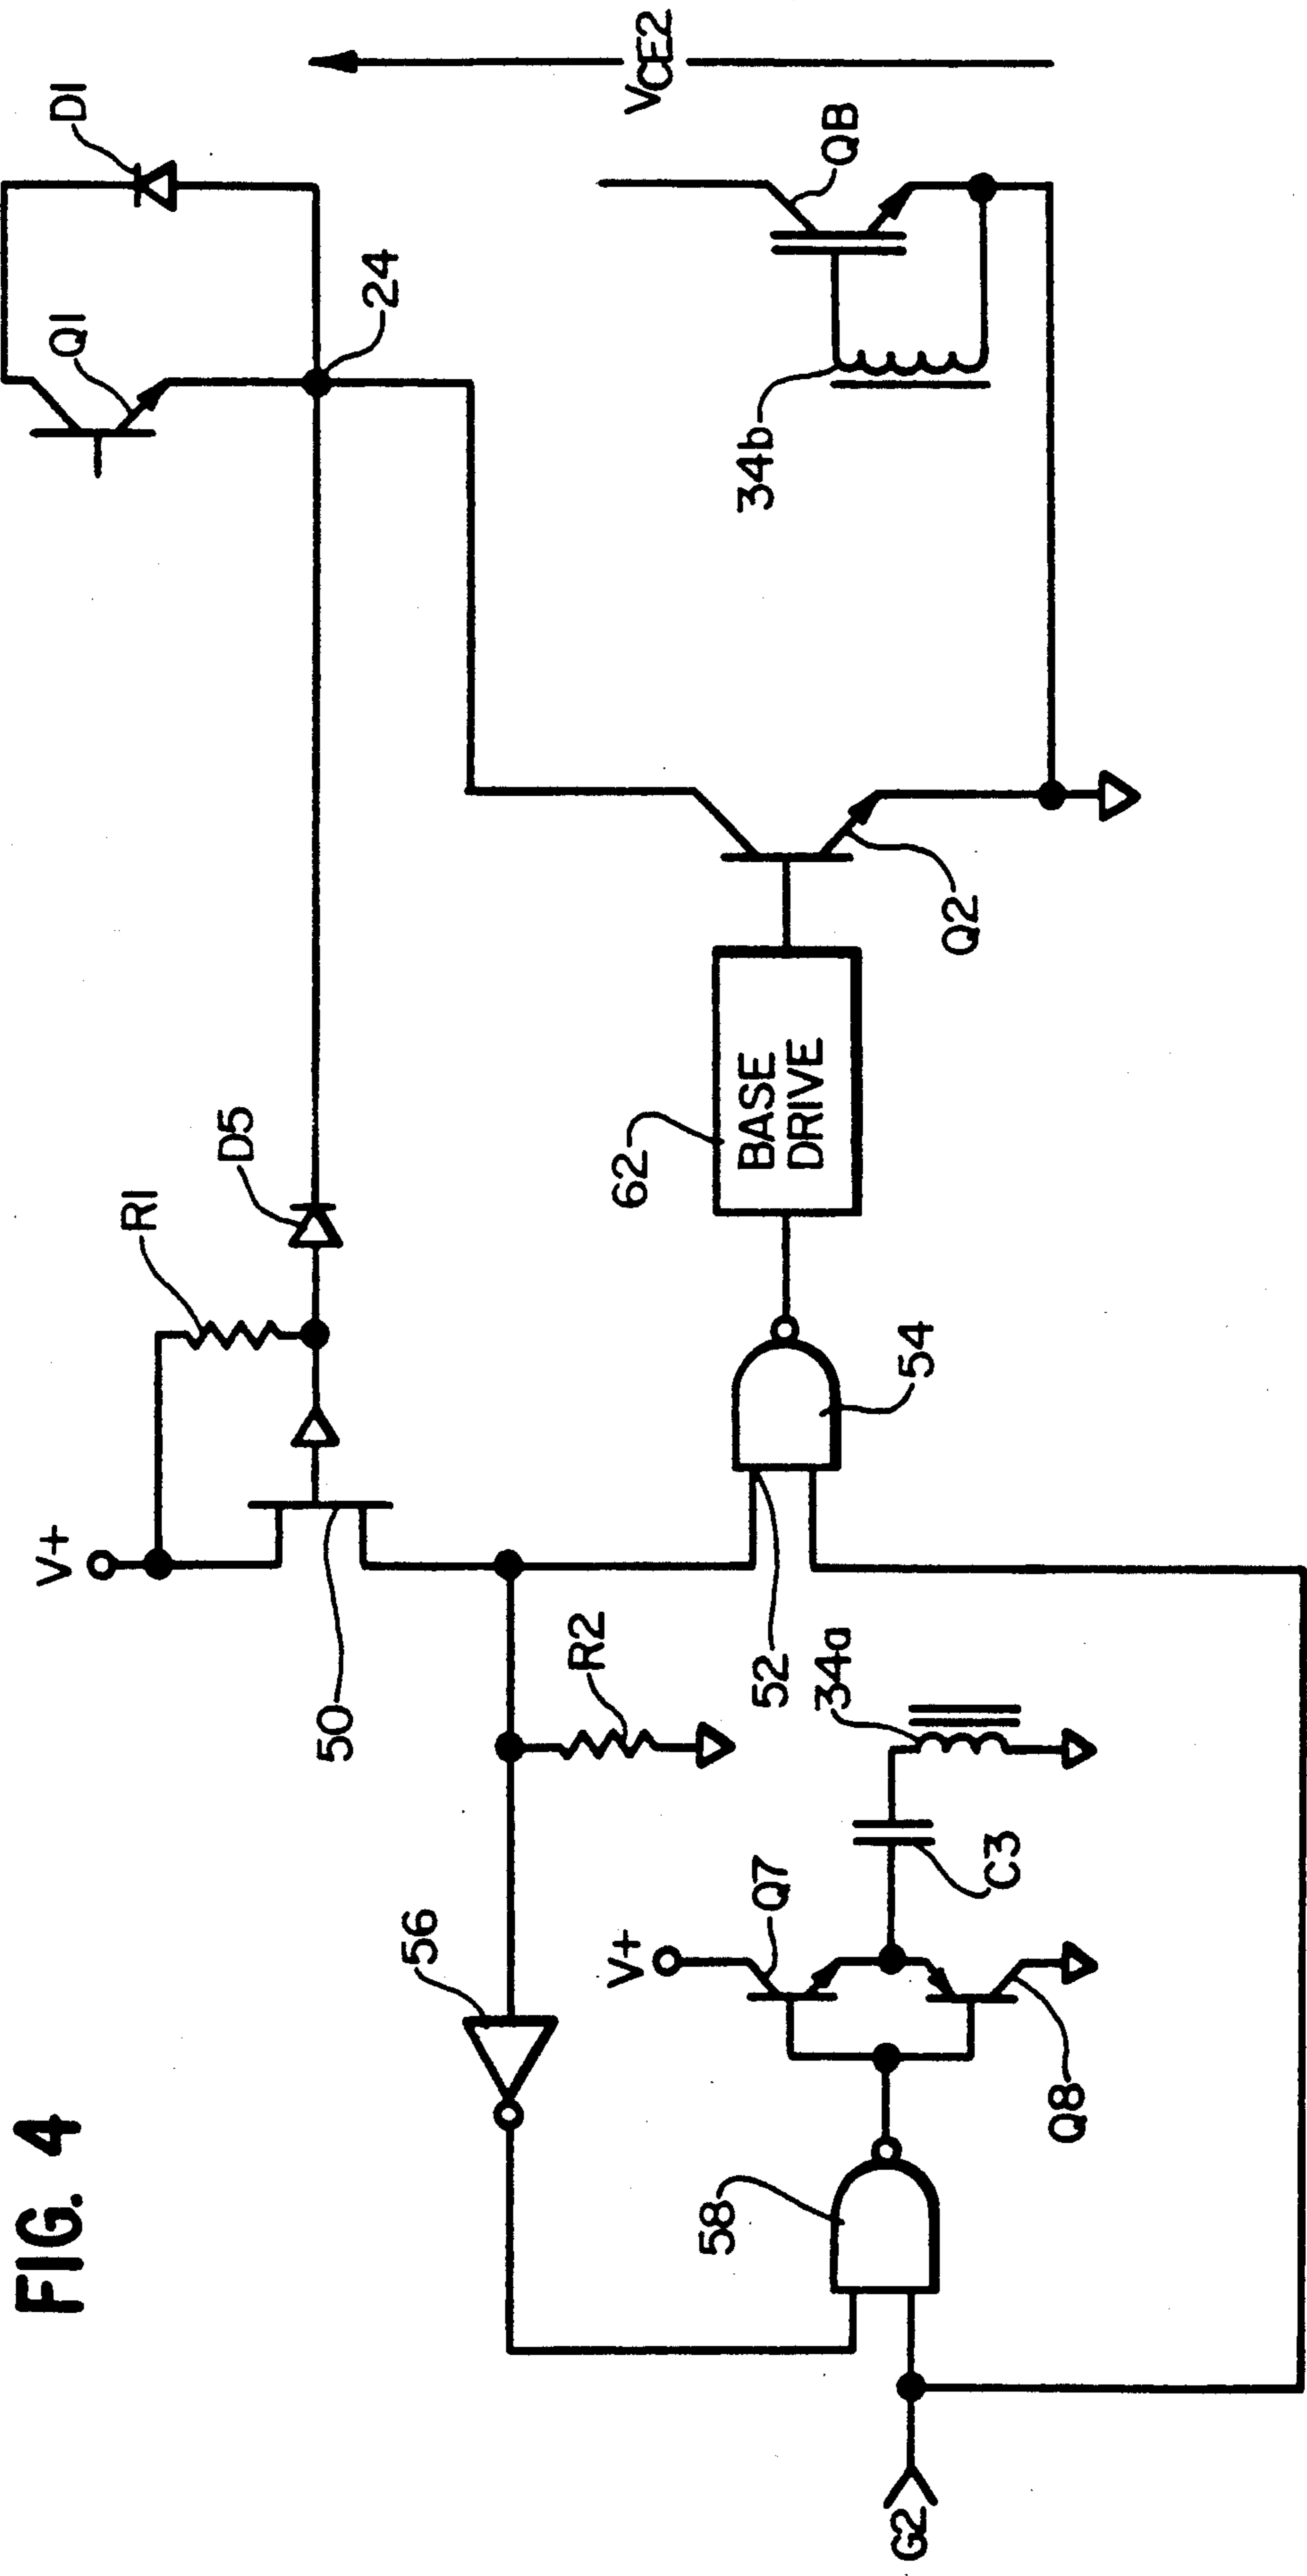 FIG. 4
V+
R1
D5
Q1
D1
24
50
56
R2
52
54
62
BASE
DRIVE
Q2
34b
QB
VCE2
V+
Q7
Q8
C3
34a
58
G2